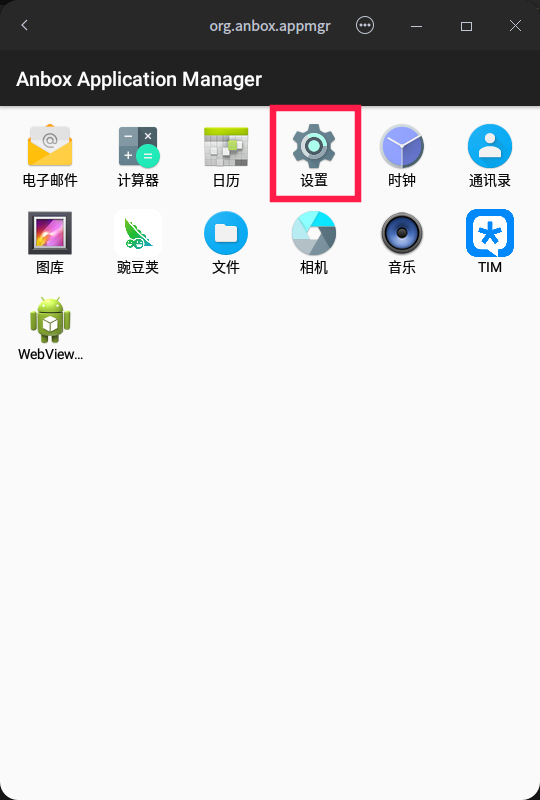 org.anbox.appmgr
Anbox Application Manager
电子邮件 计算器 日历 设置 时钟 通讯录
图库 豌豆荚 文件 相机 音乐 TIM
WebView...